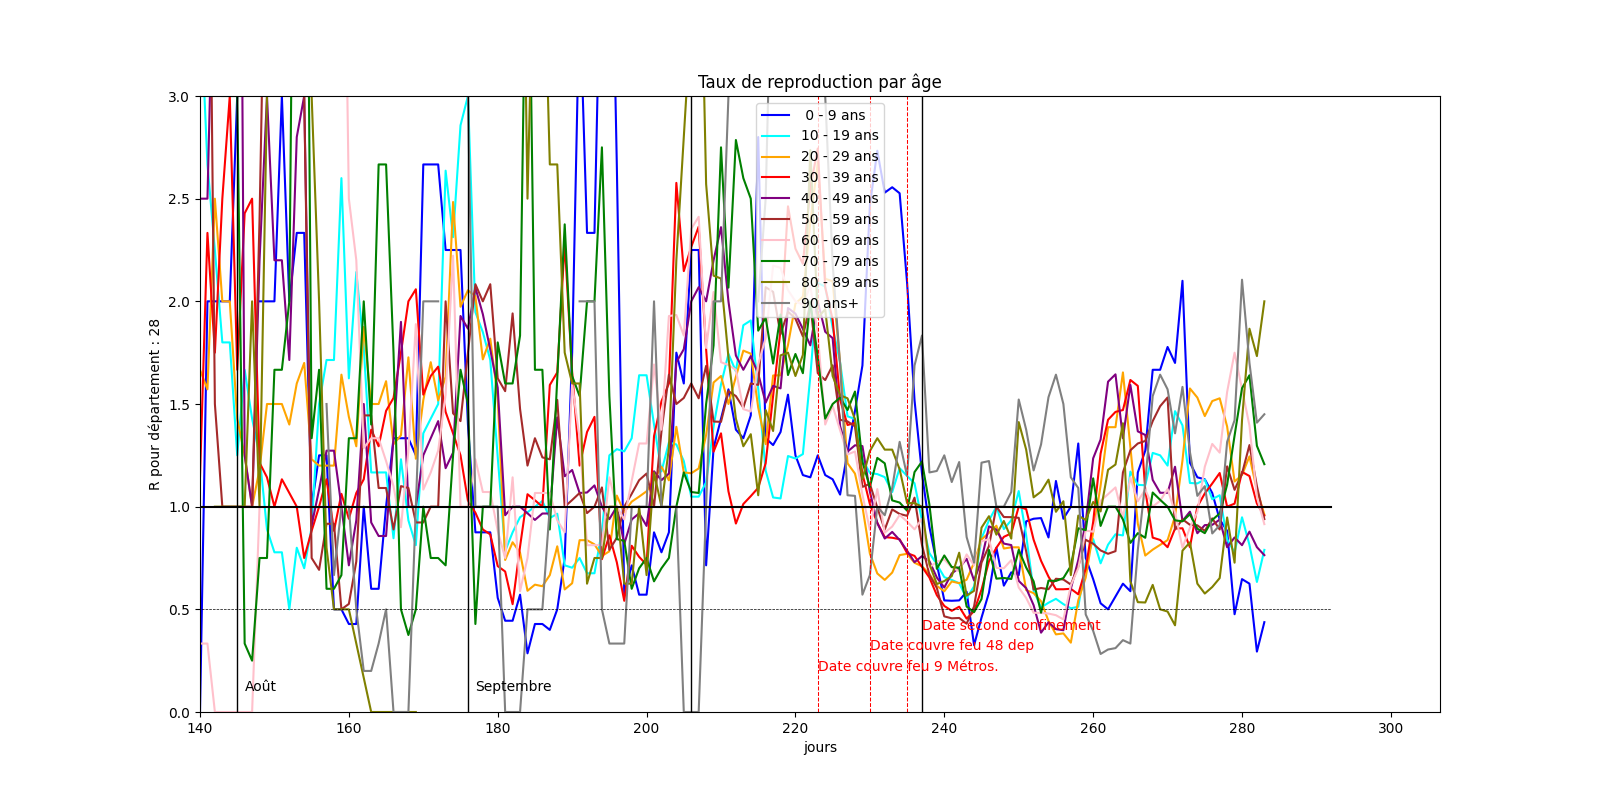 Taux de reproduction par âge
R pour département : 28
3.0
2.5
2.0
1.5
1.0
0.5
0.0
0 - 9 ans
10 - 19 ans
20 - 29 ans
30 - 39 ans
40 - 49 ans
50 - 59 ans
60 - 69 ans
70 - 79 ans
80 - 89 ans
90 ans+
Date second confinement
Date couvre feu 48 dep
Date couvre feu 9 Métros.
Août
Septembre
140
160
180
200
220
240
260
280
300
jours